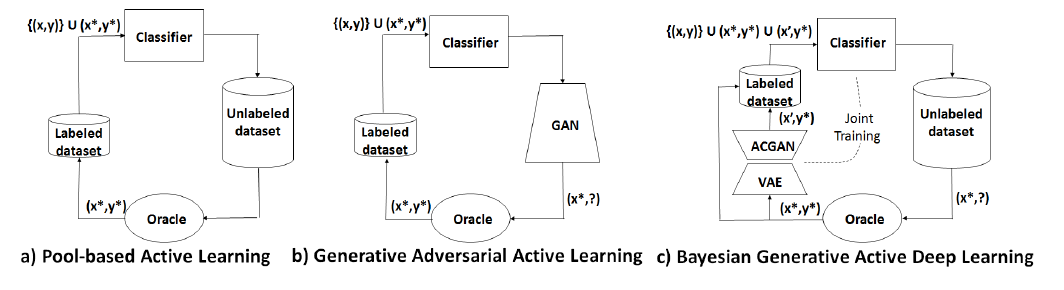 {(x,y)} U (x*,y*)
Classifier
Unlabeled
dataset
Labeled
dataset
(x*,y*)
Oracle
a) Pool-based Active Learning
{(x,y)} U (x*,y*)
Classifier
GAN
Labeled
dataset
(x*,?)
(x*,y*)
Oracle
b) Generative Adversarial Active Learning
{(x,y)} U (x*,y*) U (x',y*)
Classifier
Labeled
dataset
Unlabeled
dataset
(x',y*)
Joint
Training
ACGAN
VAE
(x*,?)
(x*,y*)
Oracle
c) Bayesian Generative Active Deep Learning